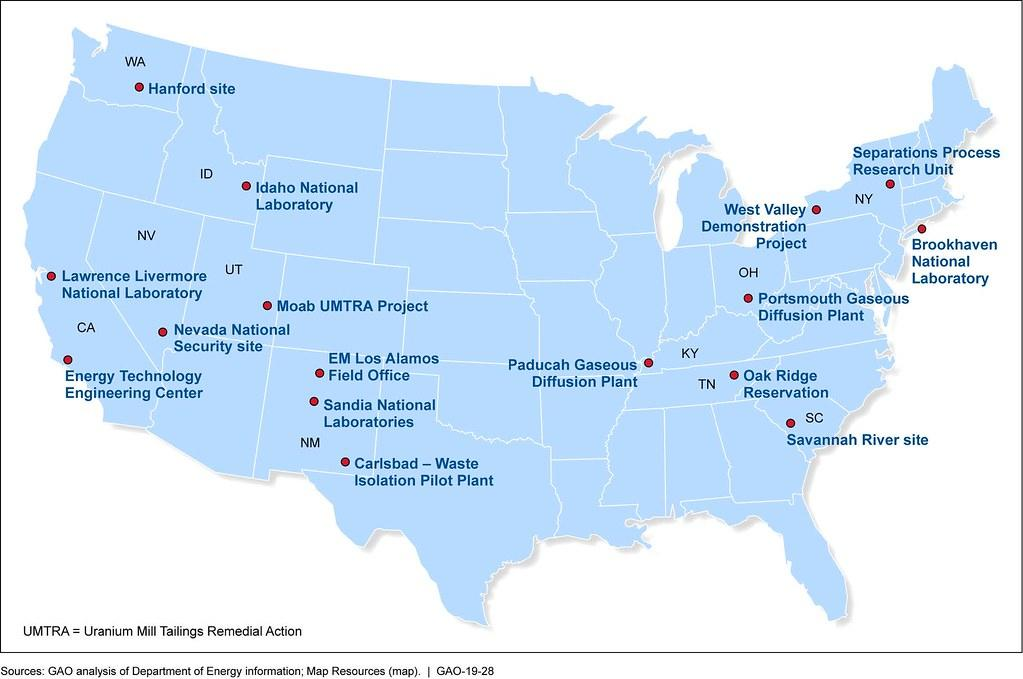 WA
Hanford site
Separations Process
Research Unit
ID
Idaho National
Laboratory
NY
West Valley
Demonstration
Project
NV
Brookhaven
National
Laboratory
UT
OH
Lawrence Livermore
National Laboratory
Moab UMTRA Project
Portsmouth Gaseous
Diffusion Plant
CA
Nevada National
Security site
KY
EM Los Alamos
Field Office
Paducah Gaseous
Diffusion Plant
Energy Technology
Engineering Center
TN
Oak Ridge
Reservation
Sandia National
Laboratories
SC
Savannah River site
NM
Carlsbad – Waste
Isolation Pilot Plant
UMTRA = Uranium Mill Tailings Remedial Action
Sources: GAO analysis of Department of Energy information; Map Resources (map). | GAO-19-28